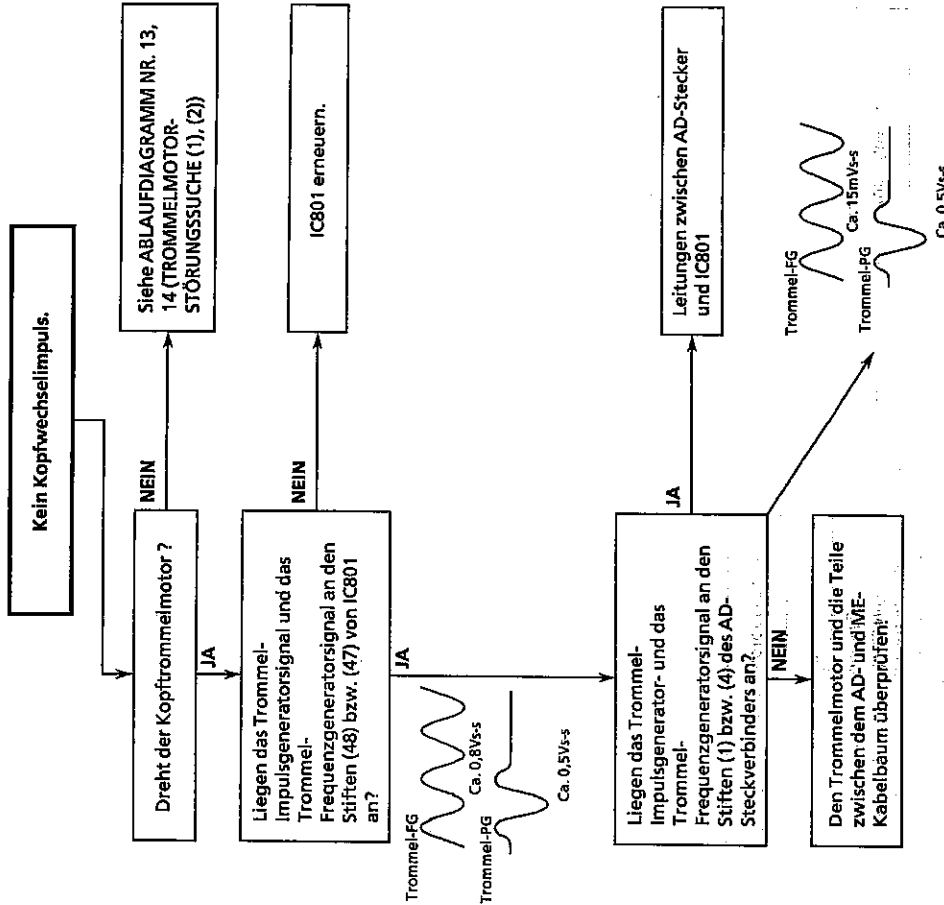 Kein Kopfwechselimpuls.
Dreht der Kopftrommelmotor ?
NEIN
Siehe ABLAUFDIAGRAMM NR. 13,
14 (TROMMELMOTOR-
STÖRUNGSSUCHE (1), (2))
JA
Liegen das Trommel-
Impulsgeneratorsignal und das
Trommel-
Frequenzgeneratorsignal an den
Stiften (48) bzw. (47) von IC801
an?
NEIN
IC801 erneuern.
JA
Trommel-FG
Ca. 0,8Vs-s
Trommel-PG
Ca. 0,5Vs-s
Liegen das Trommel-
Impulsgenerator- und das
Trommel-
Frequenzgeneratorsignal an den
Stiften (1) bzw. (4) des AD-
Steckverbinders an?
JA
Leitungen zwischen AD-Stecker
und IC801
NEIN
Den Trommelmotor und die Teile
zwischen dem AD- und ME-
Kabelbaum überprüfen!
Trommel-FG
Ca. 15mVs-s
Trommel-PG
Ca. 0,5Vs-s